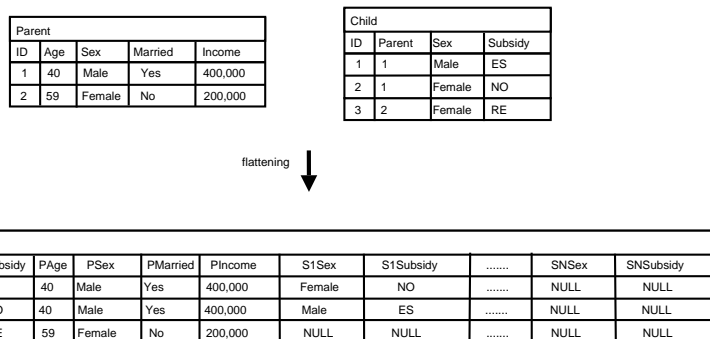 Parent
ID Age Sex Married Income
1 40 Male Yes 400,000
2 59 Female No 200,000
Child
ID Parent Sex Subsidy
1 1 Male ES
2 1 Female NO
3 2 Female RE
flattening
bsidy PAge PSex PMarried PIncome S1Sex S1Subsidy ....... SNSex SNSubsidy
40 Male Yes 400,000 Female NO ....... NULL NULL
O 40 Male Yes 400,000 Male ES ....... NULL NULL
E 59 Female No 200,000 NULL NULL ....... NULL NULL